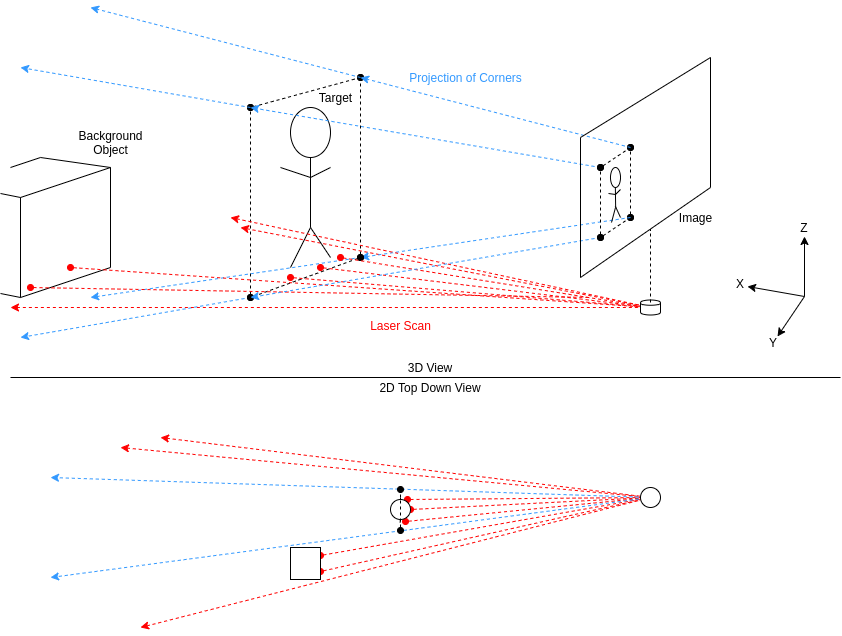 Projection of Corners
Target
Background
Object
Image
Z
X
Y
Laser Scan
3D View
2D Top Down View